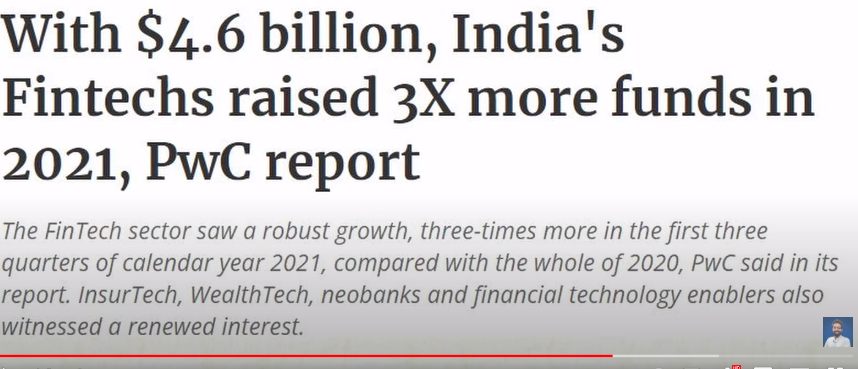 With $4.6 billion, India's
Fintechs raised 3X more funds in
2021, PwC report
The FinTech sector saw a robust growth, three-times more in the first three
quarters of calendar year 2021, compared with the whole of 2020, PwC said in its
report. InsurTech, WealthTech, neobanks and financial technology enablers also
witnessed a renewed interest.